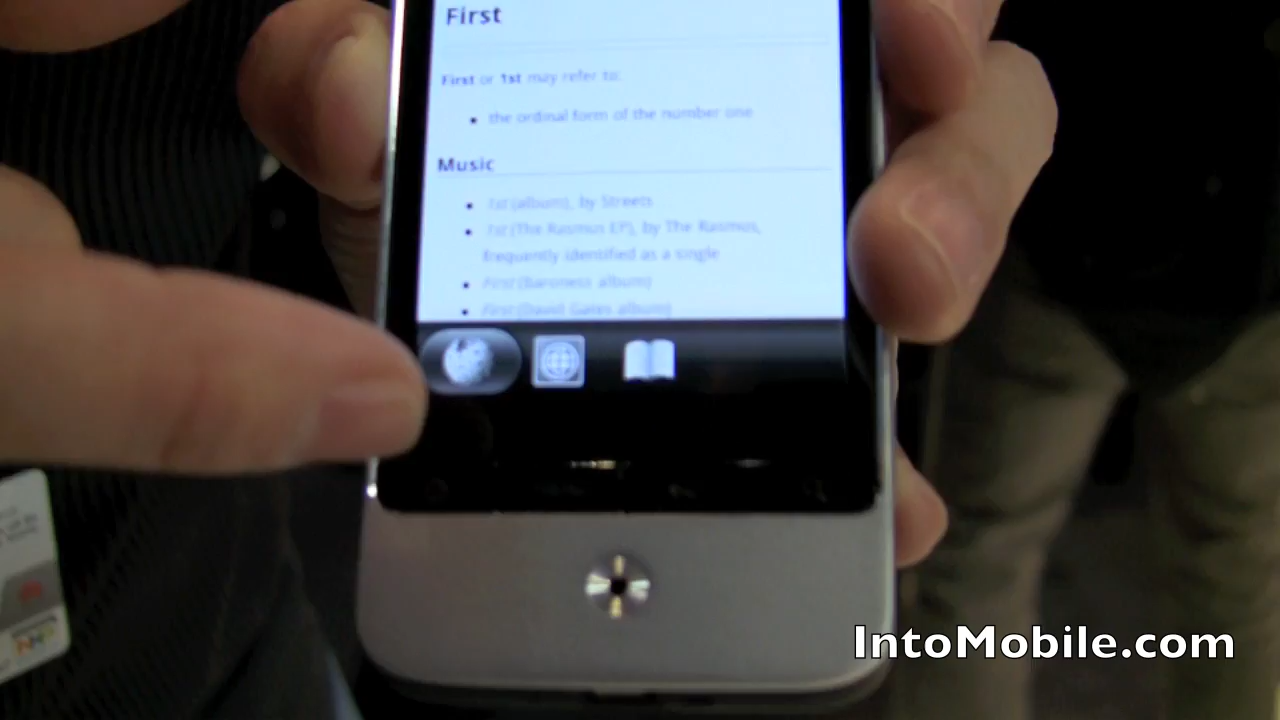 First
First or 1st may refer to:
the ordinal form of the number one
Music
1st (album), by Streets
1st (The Rasmus EP), by The Rasmus,
frequently identified as a single
First (Baroness album)
First (David Gates album)
IntoMobile.com